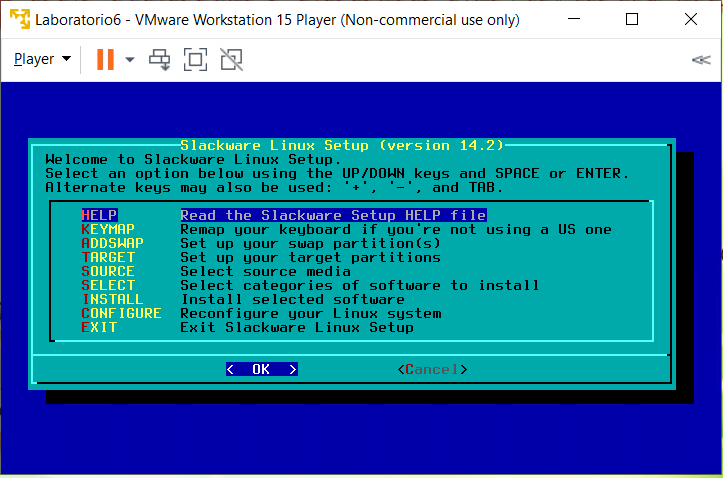 Laboratorio6 - VMware Workstation 15 Player (Non-commercial use only)
Player
Slackware Linux Setup (version 14.2)
Welcome to Slackware Linux Setup.
Select an option below using the UP/DOWN keys and SPACE or ENTER.
Alternate keys may also be used: '+', '-', and TAB.
HELP Read the Slackware Setup HELP file
KEYMAP Remap your keyboard if you're not using a US one
ADDSWAP Set up your swap partition(s)
TARGET Set up your target partitions
SOURCE Select source media
SELECT Select categories of software to install
INSTALL Install selected software
CONFIGURE Reconfigure your Linux system
EXIT Exit Slackware Linux Setup
< OK > <Cancel>